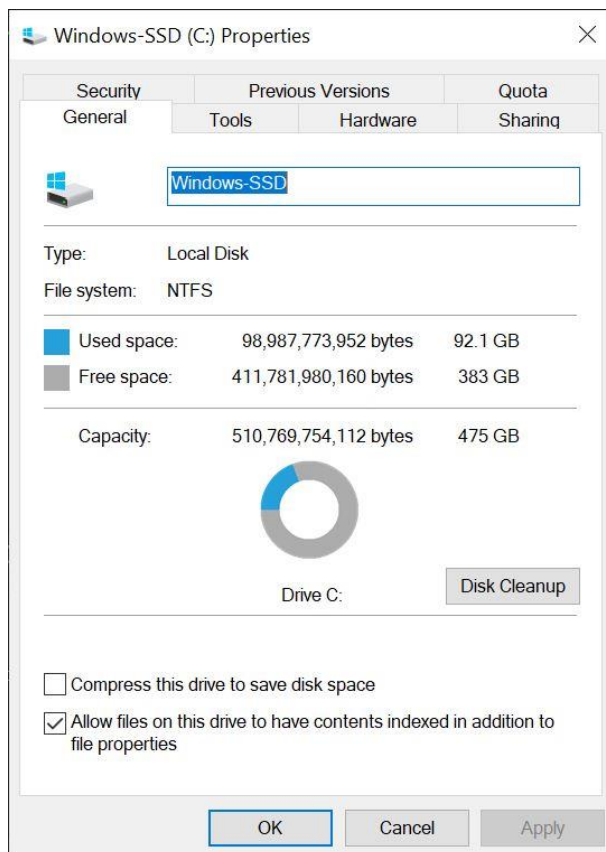 Windows-SSD (C:) Properties
Security Previous Versions Quota
General Tools Hardware Sharing
Windows-SSD
Type: Local Disk
File system: NTFS
Used space: 98,987,773,952 bytes 92.1 GB
Free space: 411,781,980,160 bytes 383 GB
Capacity: 510,769,754,112 bytes 475 GB
Drive C:
Disk Cleanup
Compress this drive to save disk space
Allow files on this drive to have contents indexed in addition to
file properties
OK Cancel Apply